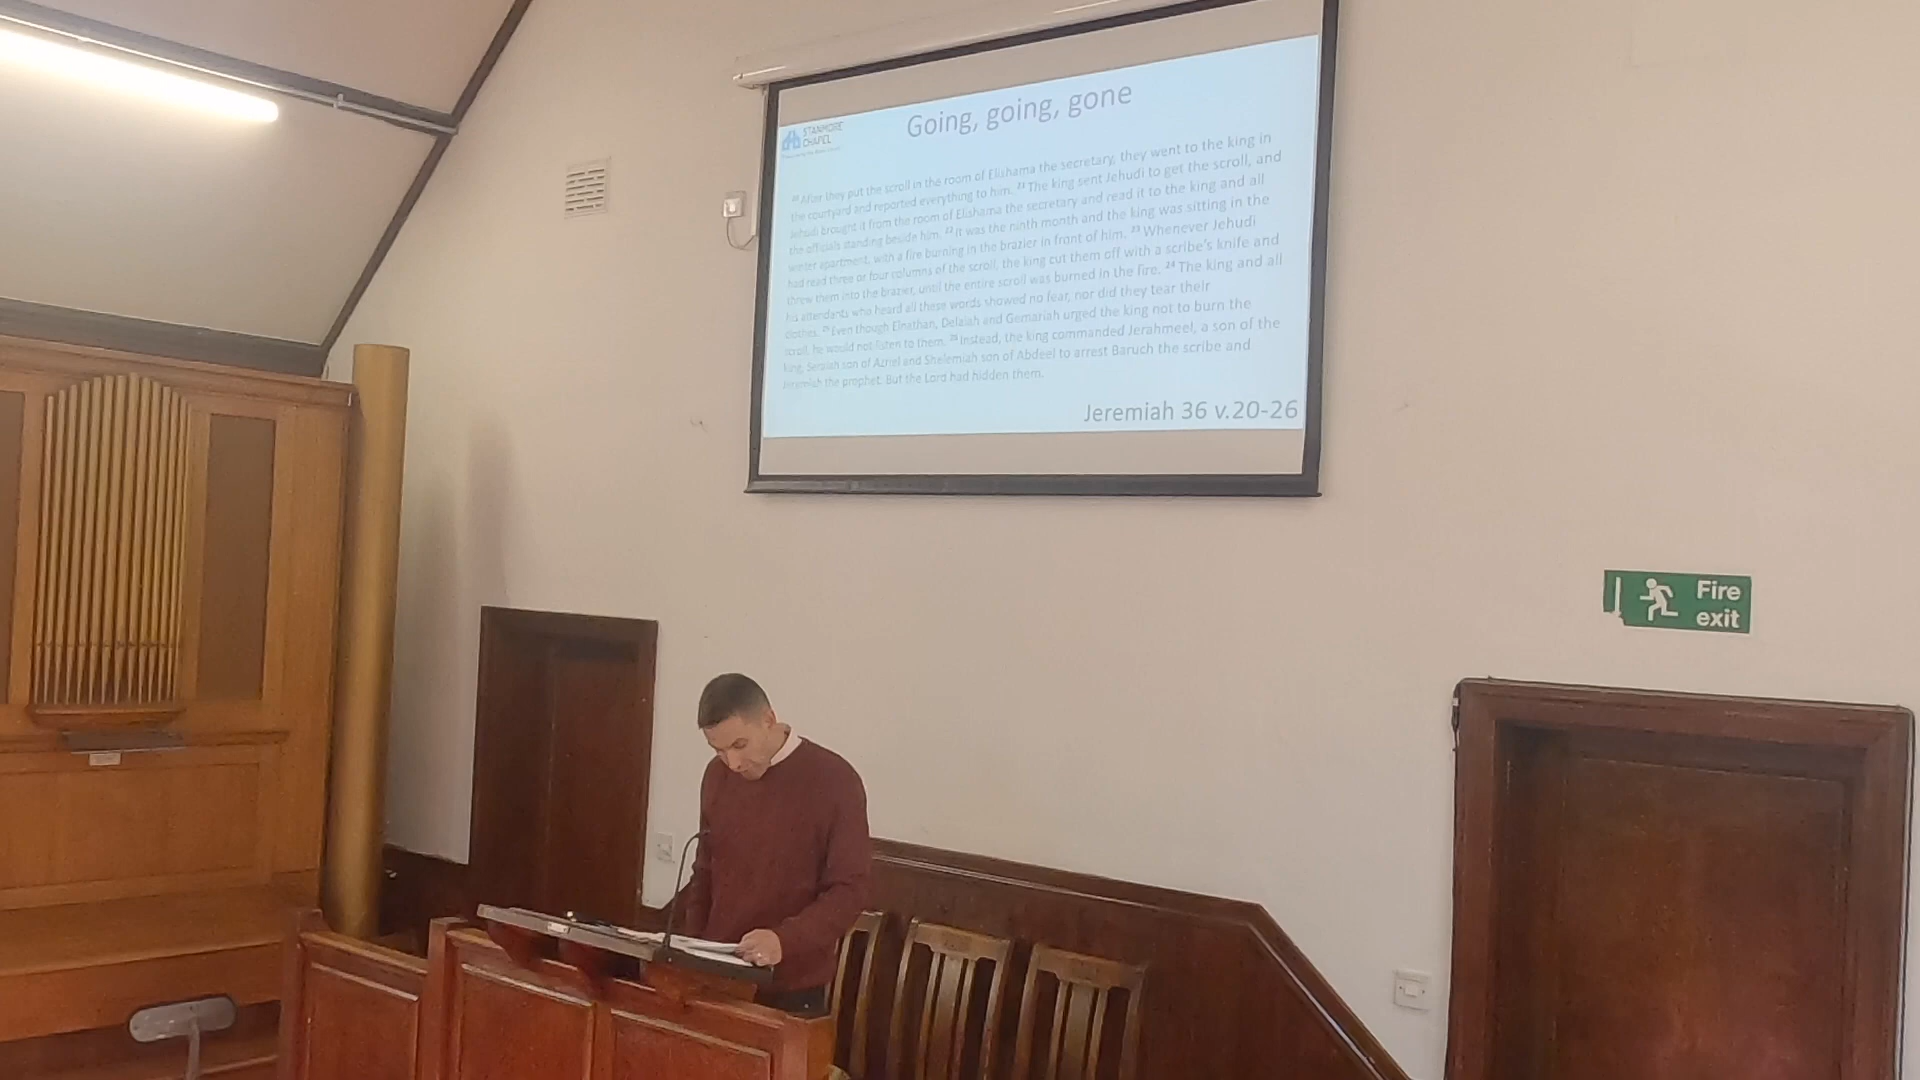 STANMORE
CHAPEL
Going, going, gone
²⁰ After they put the scroll in the room of Elishama the secretary, they went to the king in
the courtyard and reported everything to him. ²¹ The king sent Jehudi to get the scroll, and
Jehudi brought it from the room of Elishama the secretary and read it to the king and all
the officials standing beside him. ²² It was the ninth month and the king was sitting in the
winter apartment, with a fire burning in the brazier in front of him. ²³ Whenever Jehudi
had read three or four columns of the scroll, the king cut them off with a scribe's knife and
threw them into the brazier, until the entire scroll was burned in the fire. ²⁴ The king and all
his attendants who heard all these words showed no fear, nor did they tear their
clothes. ²⁵ Even though Elnathan, Delaiah and Gemariah urged the king not to burn the
scroll, he would not listen to them. ²⁶ Instead, the king commanded Jerahmeel, a son of the
king, Seraiah son of Azriel and Shelemiah son of Abdeel to arrest Baruch the scribe and
Jeremiah the prophet. But the Lord had hidden them.
Jeremiah 36 v.20-26
Fire
exit